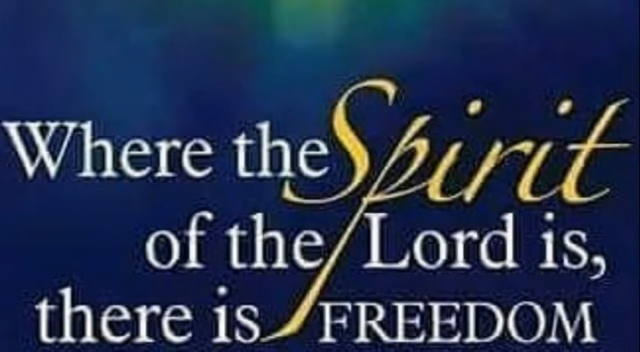 Where the Spirit
of the Lord is,
there is FREEDOM